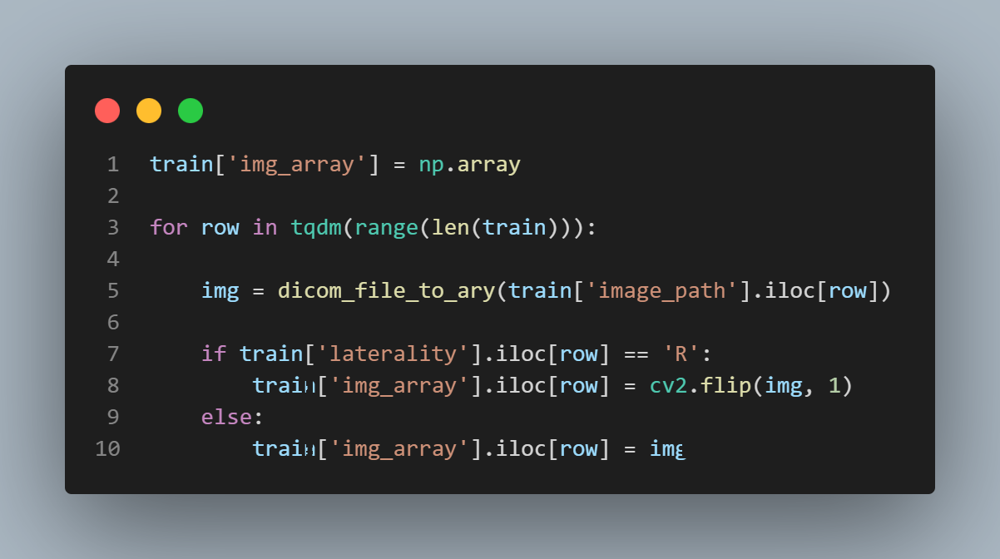 1 train['img_array'] = np.array
2
3 for row in tqdm(range(len(train))):
4
5     img = dicom_file_to_ary(train['image_path'].iloc[row])
6
7     if train['laterality'].iloc[row] == 'R':
8         train['img_array'].iloc[row] = cv2.flip(img, 1)
9     else:
10         train['img_array'].iloc[row] = img